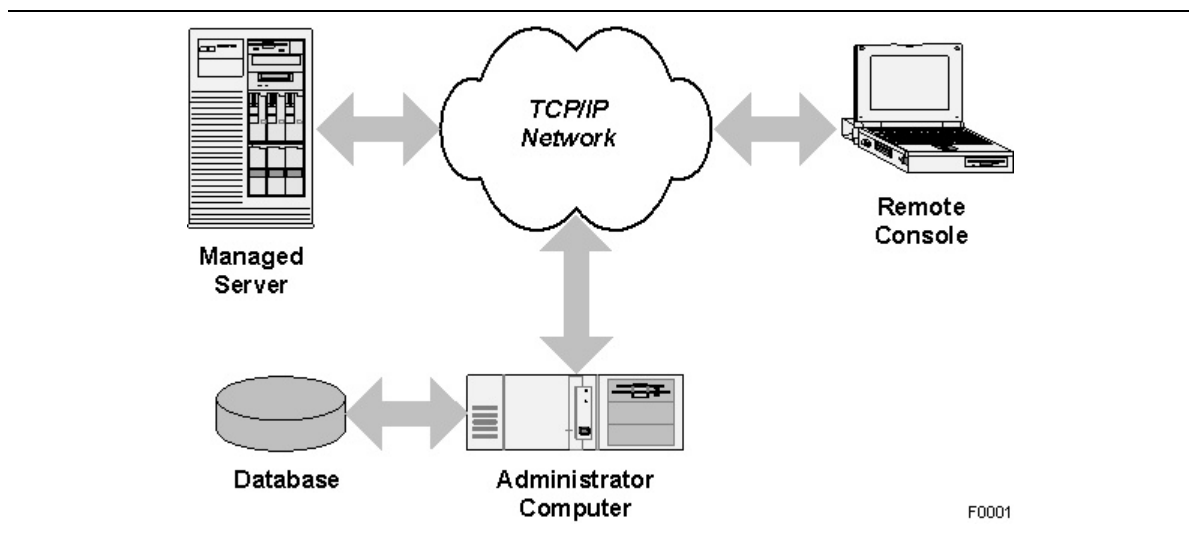 TCP/IP
Network
Remote
Console
Managed
Server
Database
Administrator
Computer
F0001